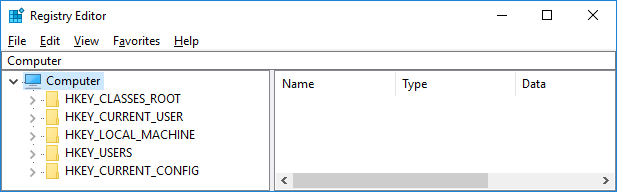 Registry Editor
File Edit View Favorites Help
Computer
Computer Name Type Data
HKEY_CLASSES_ROOT
HKEY_CURRENT_USER
HKEY_LOCAL_MACHINE
HKEY_USERS
HKEY_CURRENT_CONFIG